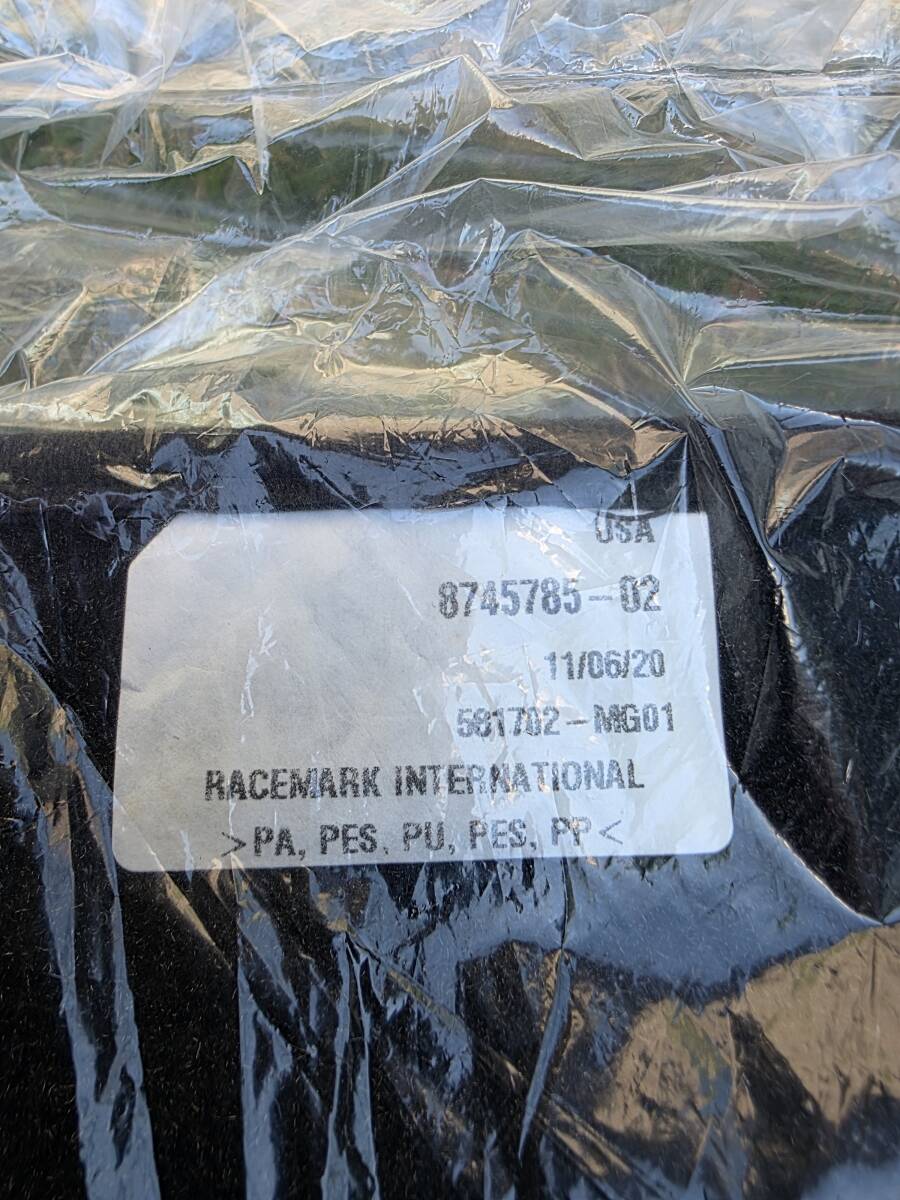 USA
8745785-02
11/06/20
581702-MG01
RACEMARK INTERNATIONAL
>PA, PES, PU, PES, PP<